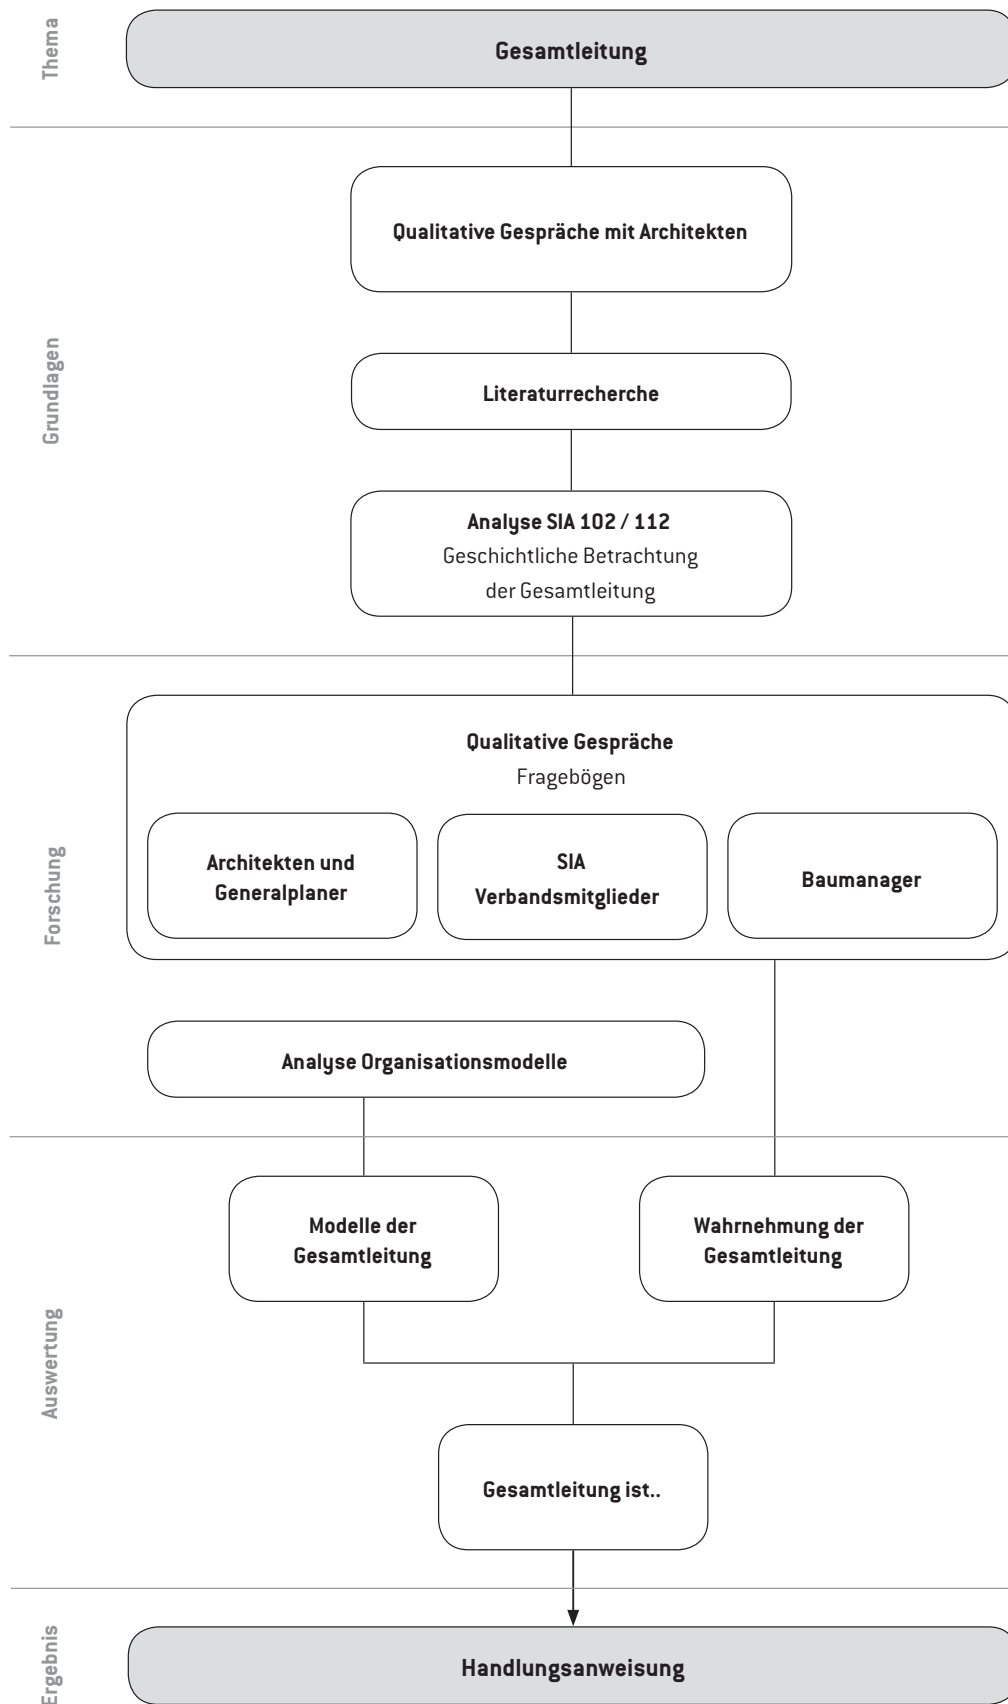 Thema
Gesamtleitung
Grundlagen
Qualitative Gespräche mit Architekten
Literaturrecherche
Analyse SIA 102 / 112
Geschichtliche Betrachtung
der Gesamtleitung
Forschung
Qualitative Gespräche
Fragebögen
Architekten und
Generalplaner
SIA
Verbandsmitglieder
Baumanager
Analyse Organisationsmodelle
Auswertung
Modelle der
Gesamtleitung
Wahrnehmung der
Gesamtleitung
Gesamtleitung ist..
Ergebnis
Handlungsanweisung